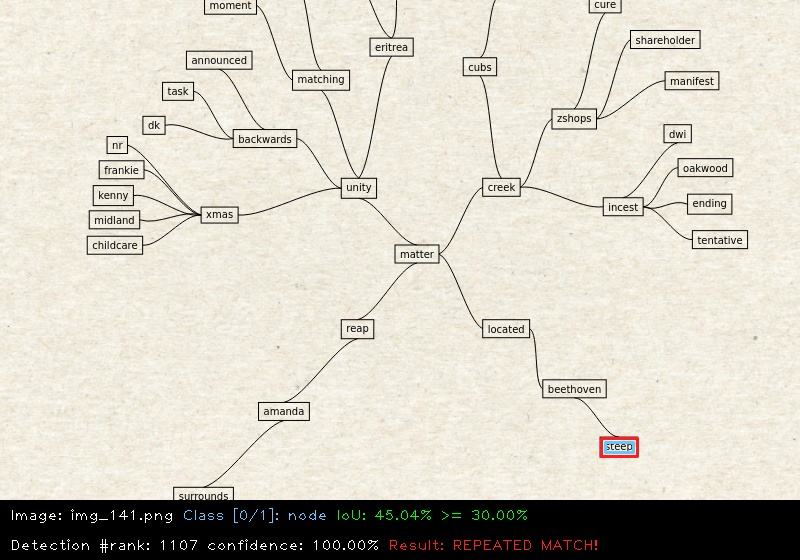 moment
cure
shareholder
eritrea
announced
cubs
matching
manifest
task
zshops
dk
dwi
backwards
nr
frankie
oakwood
unity
creek
kenny
ending
incest
xmas
midland
tentative
childcare
matter
reap
located
beethoven
amanda
steep
surrounds
Image: img_141.png Class [0/1]: node IoU: 45.04% >= 30.00%
Detection #rank: 1107 confidence: 100.00% Result: REPEATED MATCH!